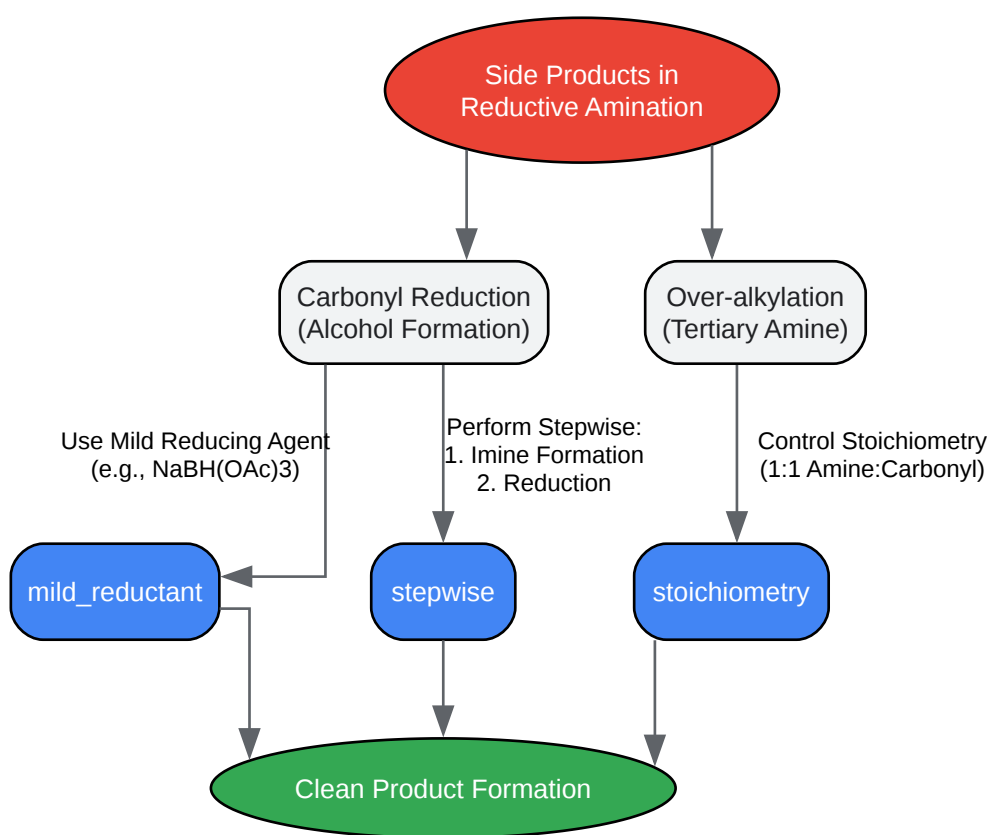 Side Products in
Reductive Amination
Carbonyl Reduction
(Alcohol Formation)
Over-alkylation
(Tertiary Amine)
Use Mild Reducing Agent
(e.g., NaBH(OAc)3)
Perform Stepwise:
1. Imine Formation
2. Reduction
Control Stoichiometry
(1:1 Amine:Carbonyl)
mild_reductant
stepwise
stoichiometry
Clean Product Formation